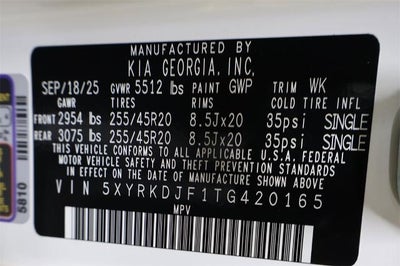 MANUFACTURED BY
KIA GEORGIA, INC.
SEP/18/25 GVWR 5512 lbs PAINT GWP TRIM WK
GAWR TIRES RIMS COLD TIRE INFL
FRONT 2954 lbs 255/45R20 8.5Jx20 35psi SINGLE
REAR 3075 lbs 255/45R20 8.5Jx20 35psi SINGLE
THIS VEHICLE CONFORMS TO ALL APPLICABLE U.S.A. FEDERAL
MOTOR VEHICLE SAFETY AND THEFT PREVENTION STANDARDS
IN EFFECT ON THE DATE OF MANUFACTURE SHOWN ABOVE
VIN 5XYRKDJF1TG420165
MPV
5810